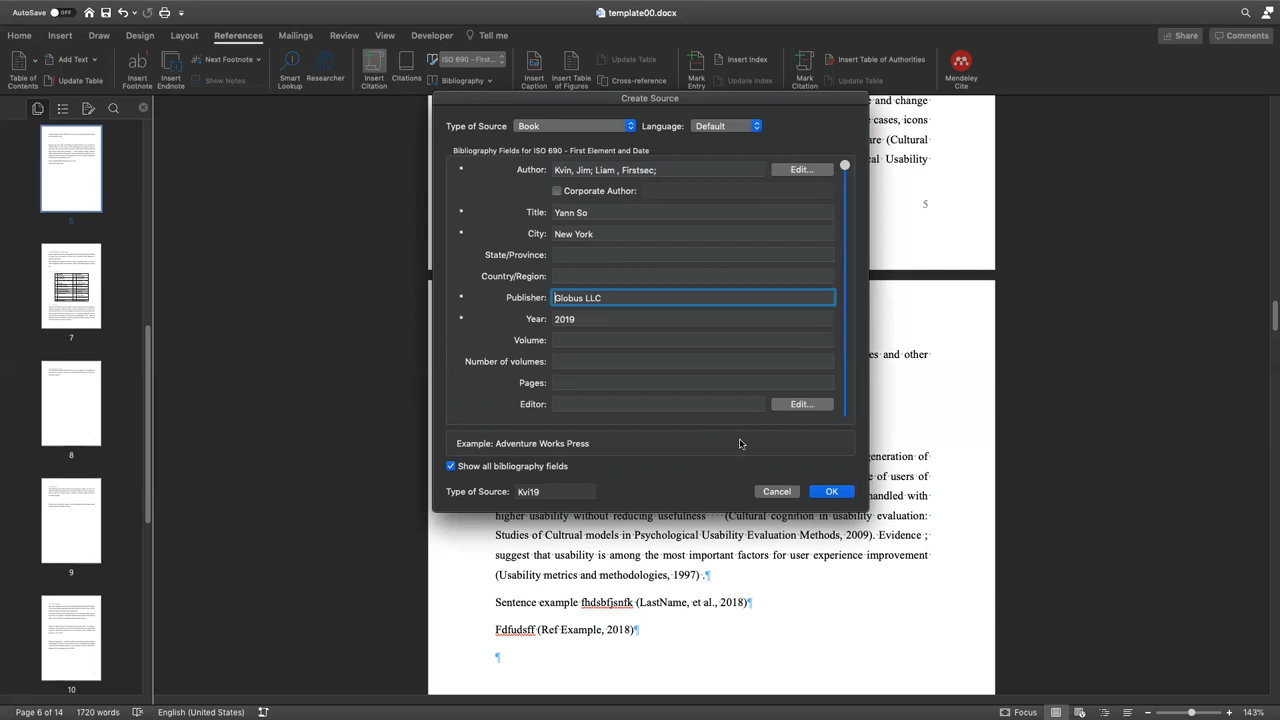 AutoSave OFF
template00.docx
Home Insert Draw Design Layout References Mailings Review View Developer Tell me Share Comments
Table of Contents
Add Text
Update Table
ab
Insert Footnote
Insert Endnote
Next Footnote
Show Notes
Smart Lookup
Researcher
Insert Citation
Citations
ISO 690 – First...
Bibliography
Insert Caption
Insert Table of Figures
Update Table
Cross-reference
Mark Entry
Insert Index
Update Index
Mark Citation
Insert Table of Authorities
Update Table
Mendeley Cite
Create Source
Type of Source Book Language: Default
Bibliography Fields for ISO 690 - First Element and Date
* Author: Kvin, Jim; Liam , Firstsec; Edit...
Corporate Author:
* Title: Yann So
* City: New York
te/Province:
Country/Region:
* Publisher: Globus LLC
* Year: 2019
Volume:
Number of volumes:
Pages:
Editor: Edit...
Example: Adventure Works Press
Show all bibliography fields
Type of Source Kvi19 Cancel OK
and change
cases, icons
are (Cultural
al Usability
5
es and other
eneration of
e of users of
handled with
higher usability without reducing usefulness (Cultural cognition in usability evaluation:
Studies of Cultrual models in Psychological Usability Evaluation Methods, 2009). Evidence ;
suggest that usability is among the most important factors for user experience improvement
(Usability metrics and methodologies, 1997) .¶
Sentence example (LastName, et al., 2018)¶
(Ref Example, 2018)¶
¶
6
7
8
9
10
Page 6 of 14 1720 words English (United States) Focus 143%